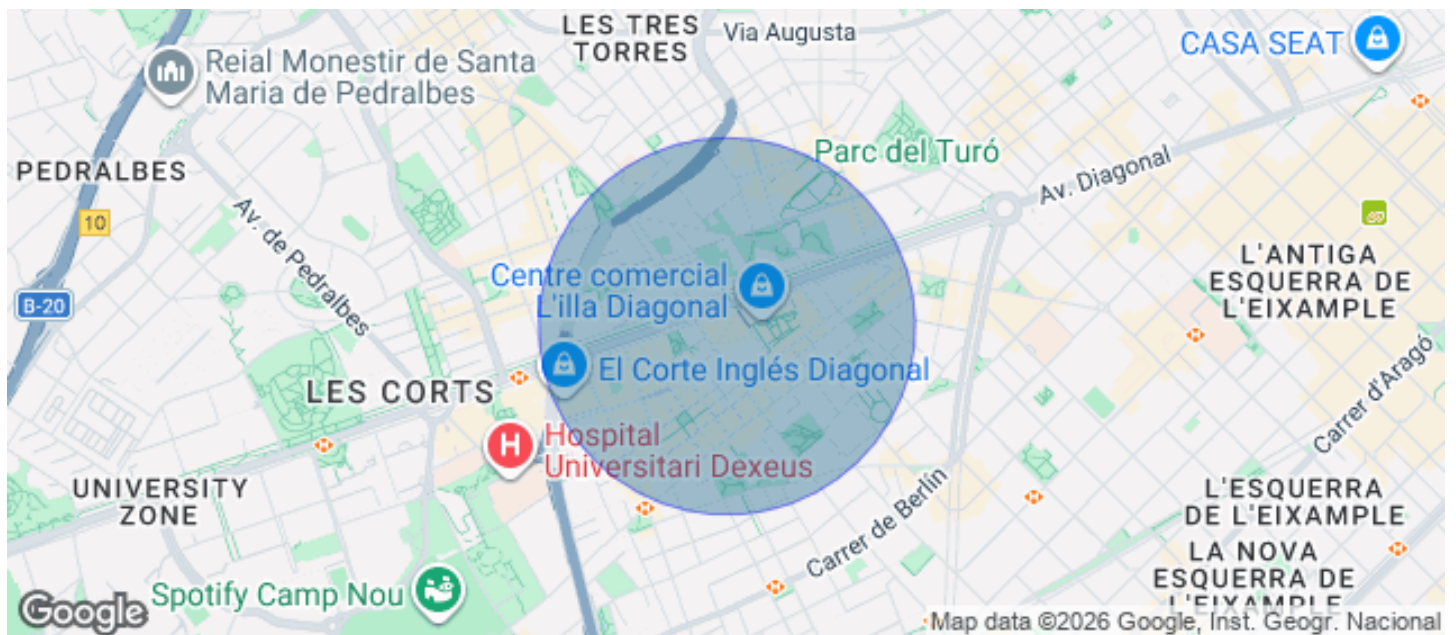 LES TRES
TORRES
Via Augusta
CASA SEAT
Reial Monestir de Santa
Maria de Pedralbes
Parc del Turó
PEDRALBES
Av. Diagonal
10
Av. de Pedralbes
L'ANTIGA
ESQUERRA DE
L'EIXAMPLE
Centre comercial
L'illa Diagonal
B-20
El Corte Inglés Diagonal
LES CORTS
Carrer d'Aragó
H
Hospital
Universitari Dexeus
UNIVERSITY
ZONE
Carrer de Berlín
L'ESQUERRA
DE L'EIXAMPLE
LA NOVA
ESQUERRA DE
L'EIXAMPLE
Spotify Camp Nou
Google
Map data ©2026 Google, Inst. Geogr. Nacional